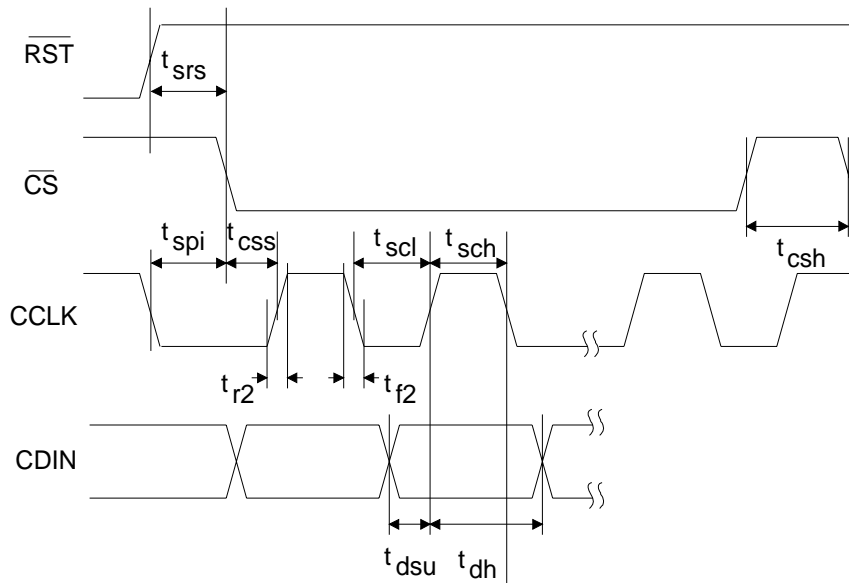 RST
t srs
CS
t spi
t css
t scl
t sch
t csh
CCLK
t r2
t f2
CDIN
t dsu
t dh